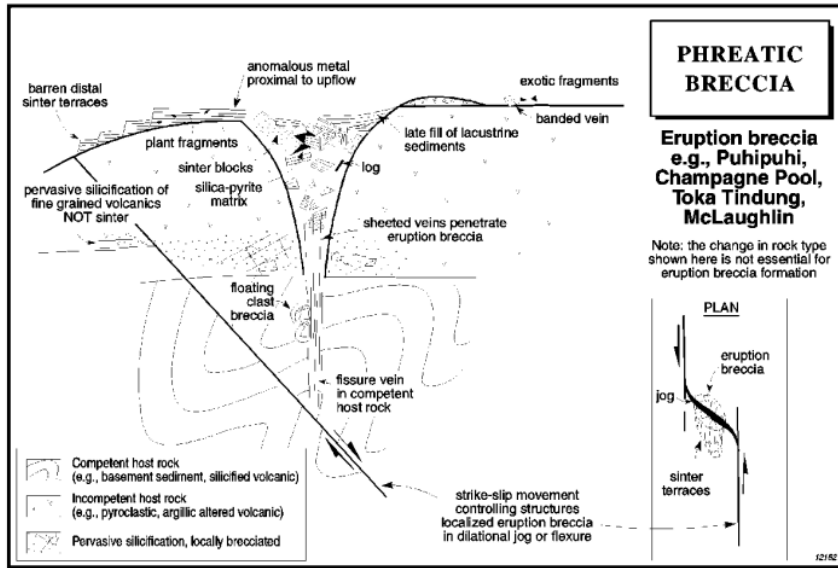 PHREATIC
BRECCIA
Eruption breccia
e.g., Puhipuhi,
Champagne Pool,
Toka Tindung,
McLaughlin
Note: the change in rock type
shown here is not essential for
eruption breccia formation
anomalous metal
proximal to upflow
barren distal
sinter terraces
exotic fragments
banded vein
plant fragments
late fill of lacustrine
sediments
sinter blocks
log
silica-pyrite
matrix
pervasive silicification of
fine grained volcanics
NOT sinter
sheeted veins penetrate
eruption breccia
floating
clast
breccia
fissure vein
in competent
host rock
Competent host rock
(e.g., basement sediment, silicified volcanic)
Incompetent host rock
(e.g., pyroclastic, argillic altered volcanic)
Pervasive silicification, locally brecciated
strike-slip movement
controlling structures
localized eruption breccia
in dilational jog or flexure
PLAN
eruption
breccia
jog
sinter
terraces
12182